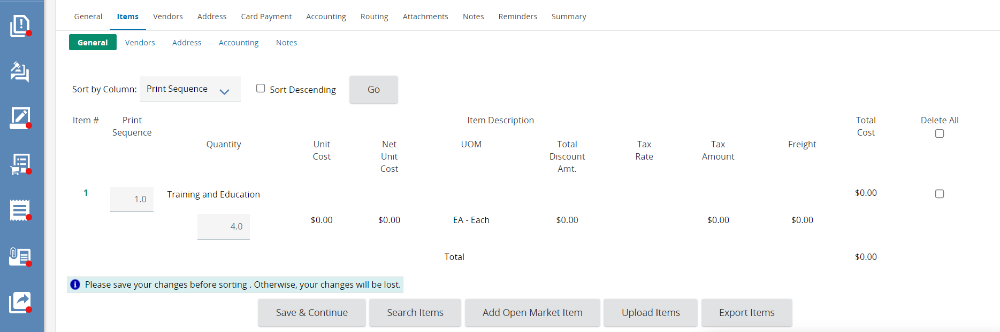 General Items Vendors Address Card Payment Accounting Routing Attachments Notes Reminders Summary
General Vendors Address Accounting Notes
Sort by Column: Print Sequence Sort Descending Go
Item # Print Sequence Item Description Total Cost Delete All
Quantity Unit Cost Net Unit Cost UOM Total Discount Amt. Tax Rate Tax Amount Freight
1 1.0 Training and Education $0.00
4.0 $0.00 $0.00 EA - Each $0.00 $0.00 $0.00
Total $0.00
Please save your changes before sorting . Otherwise, your changes will be lost.
Save & Continue Search Items Add Open Market Item Upload Items Export Items